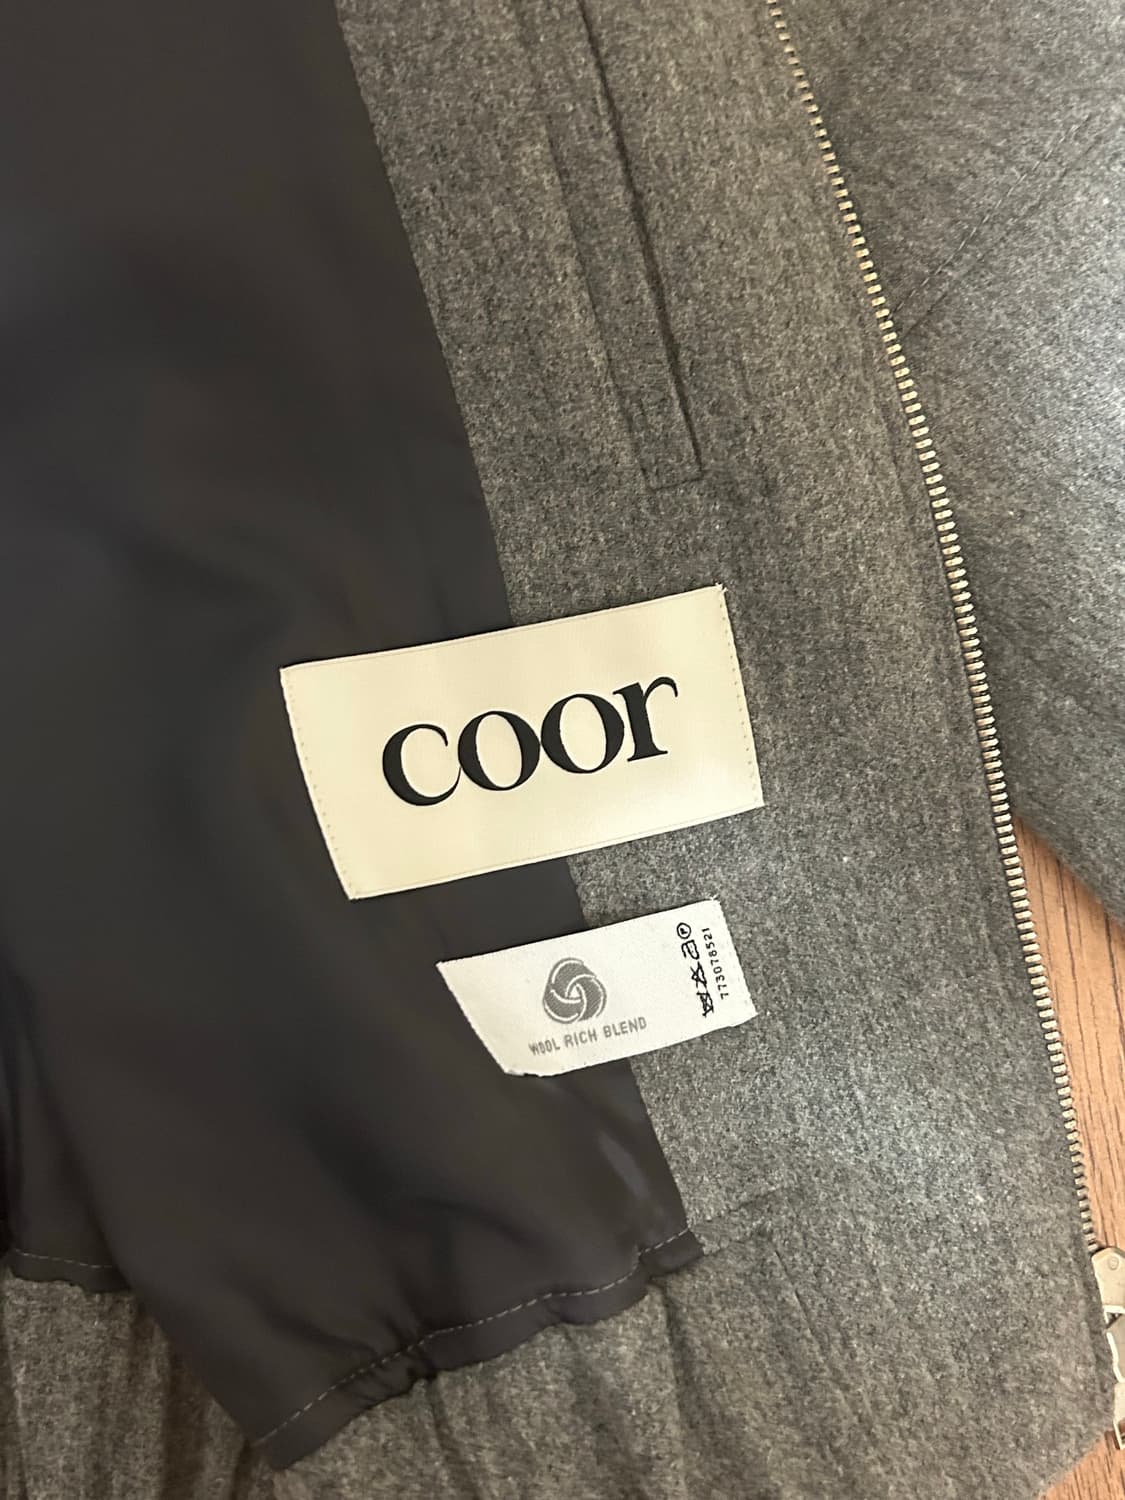 coor
WOOL RICH BLEND
773078521